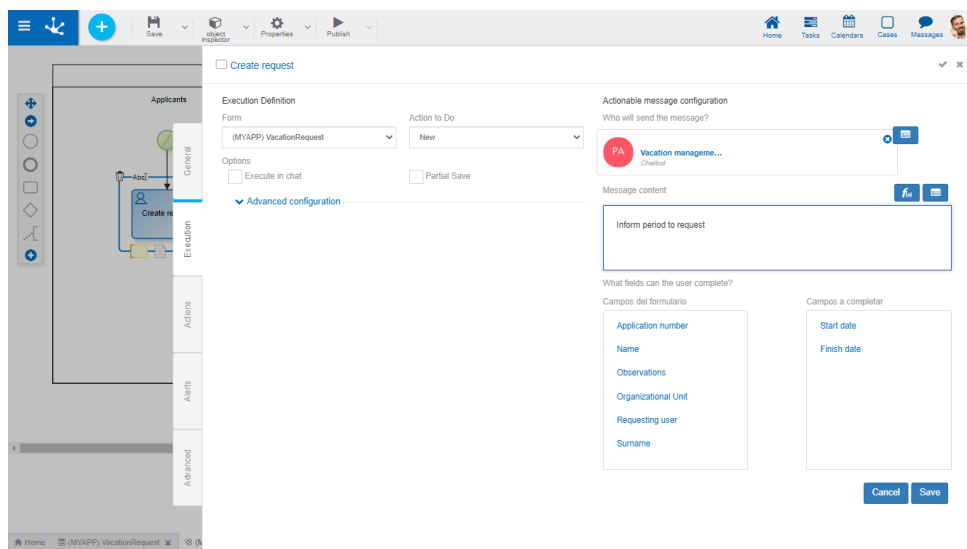 Save
object
inspector
Properties
Publish
Home
Tasks
Calendars
Cases
Messages
Create request
Applicants
Abc
Create re
General
Execution
Actions
Alerts
Advanced
Execution Definition
Form
Action to Do
(MYAPP) VacationRequest
New
Options
Execute in chat
Partial Save
Advanced configuration
Actionable message configuration
Who will send the message?
PA
Vacation manageme...
Chatbot
Message content
f(x)
Inform period to request
What fields can the user complete?
Campos del formulario
Campos a completar
Application number
Name
Observations
Organizational Unit
Requesting user
Surname
Start date
Finish date
Cancel
Save
Home
(MYAPP) VacationRequest
(M